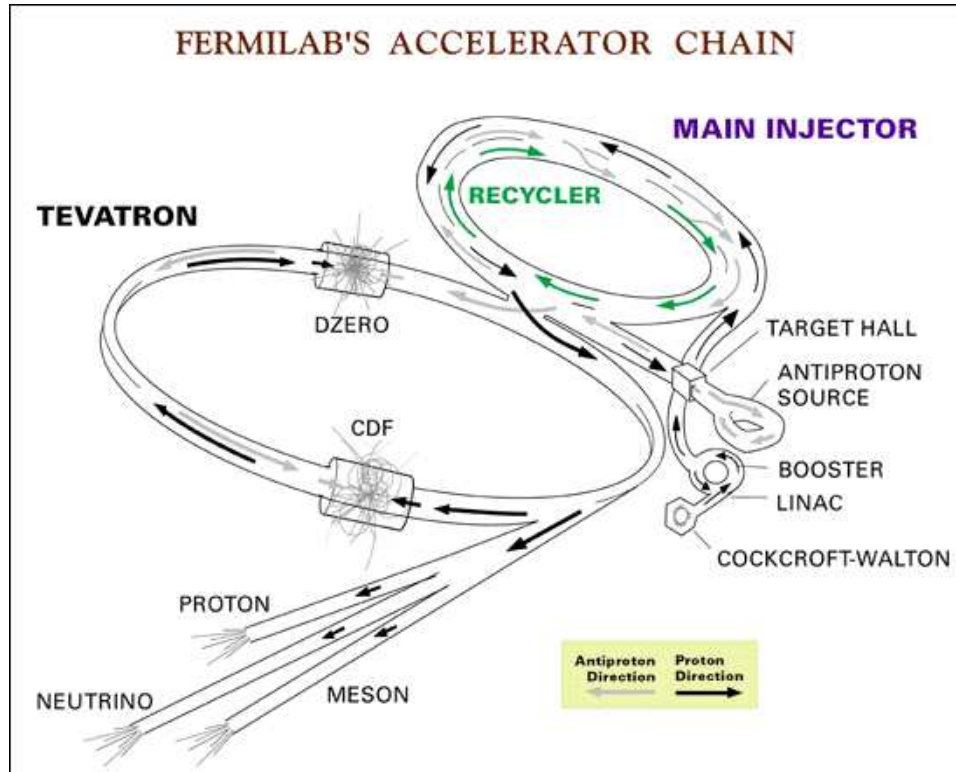 FERMILAB'S ACCELERATOR CHAIN
MAIN INJECTOR
RECYCLER
TEVATRON
DZERO
TARGET HALL
ANTIPROTON
SOURCE
CDF
BOOSTER
LINAC
COCKCROFT-WALTON
PROTON
NEUTRINO
MESON
Antiproton
Direction
Proton
Direction